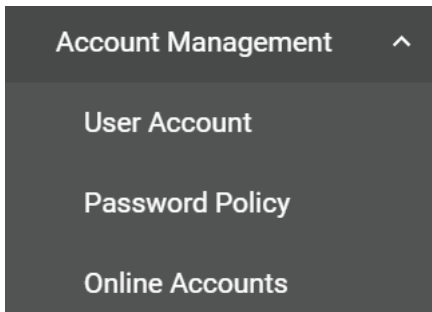 Account Management
User Account
Password Policy
Online Accounts